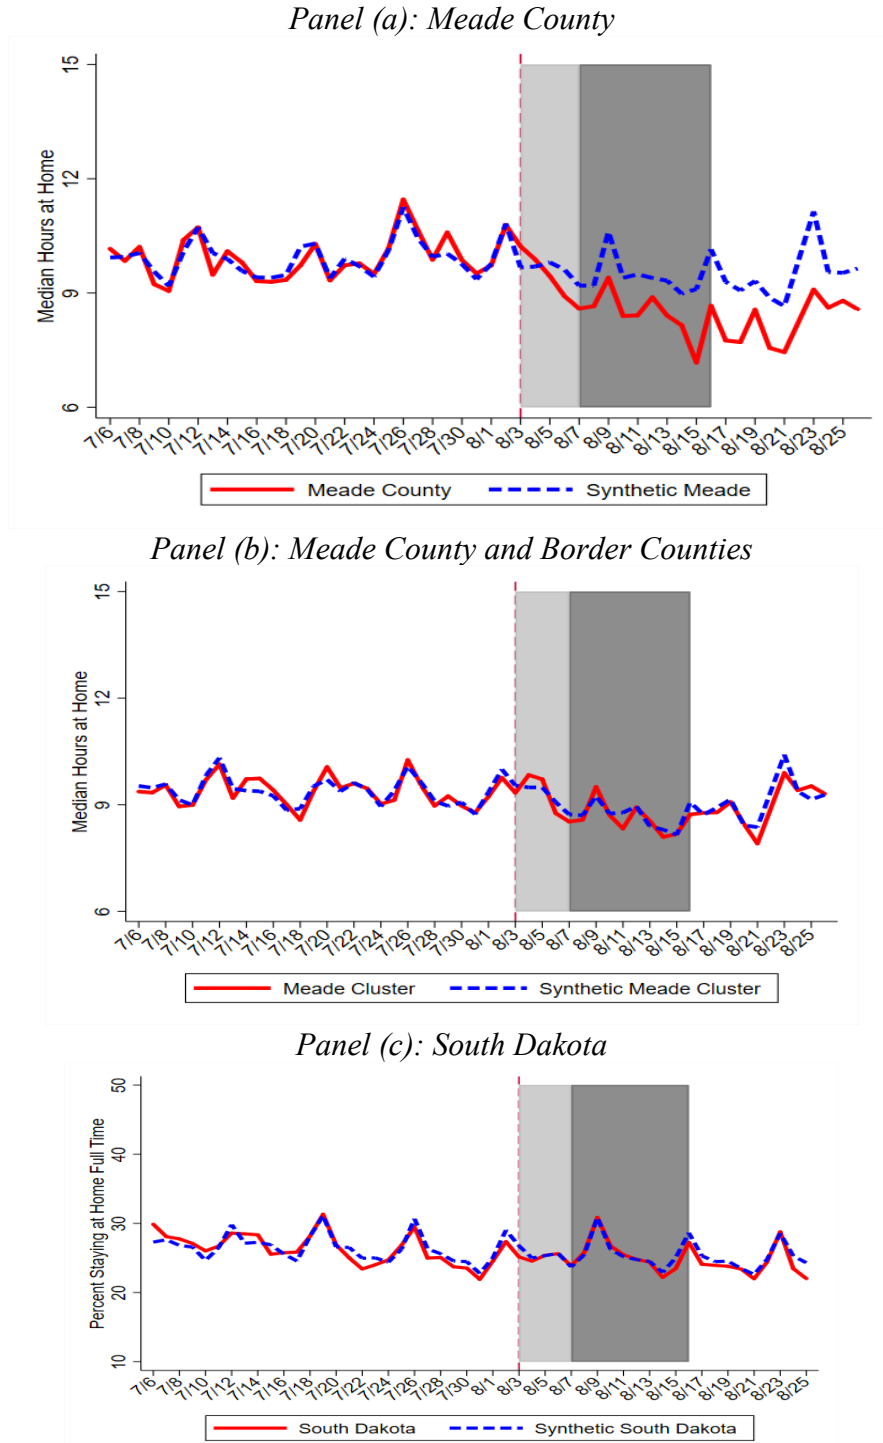 Panel (a): Meade County
Median Hours at Home
15
12
9
6
7/6 7/8 7/10 7/12 7/14 7/16 7/18 7/20 7/22 7/24 7/26 7/28 7/30 8/1 8/3 8/5 8/7 8/9 8/11 8/13 8/15 8/17 8/19 8/21 8/23 8/25
Meade County Synthetic Meade
Panel (b): Meade County and Border Counties
Median Hours at Home
15
12
9
6
7/6 7/8 7/10 7/12 7/14 7/16 7/18 7/20 7/22 7/24 7/26 7/28 7/30 8/1 8/3 8/5 8/7 8/9 8/11 8/13 8/15 8/17 8/19 8/21 8/23 8/25
Meade Cluster Synthetic Meade Cluster
Panel (c): South Dakota
Percent Staying at Home Full Time
50
40
30
20
10
7/6 7/8 7/10 7/12 7/14 7/16 7/18 7/20 7/22 7/24 7/26 7/28 7/30 8/1 8/3 8/5 8/7 8/9 8/11 8/13 8/15 8/17 8/19 8/21 8/23 8/25
South Dakota Synthetic South Dakota